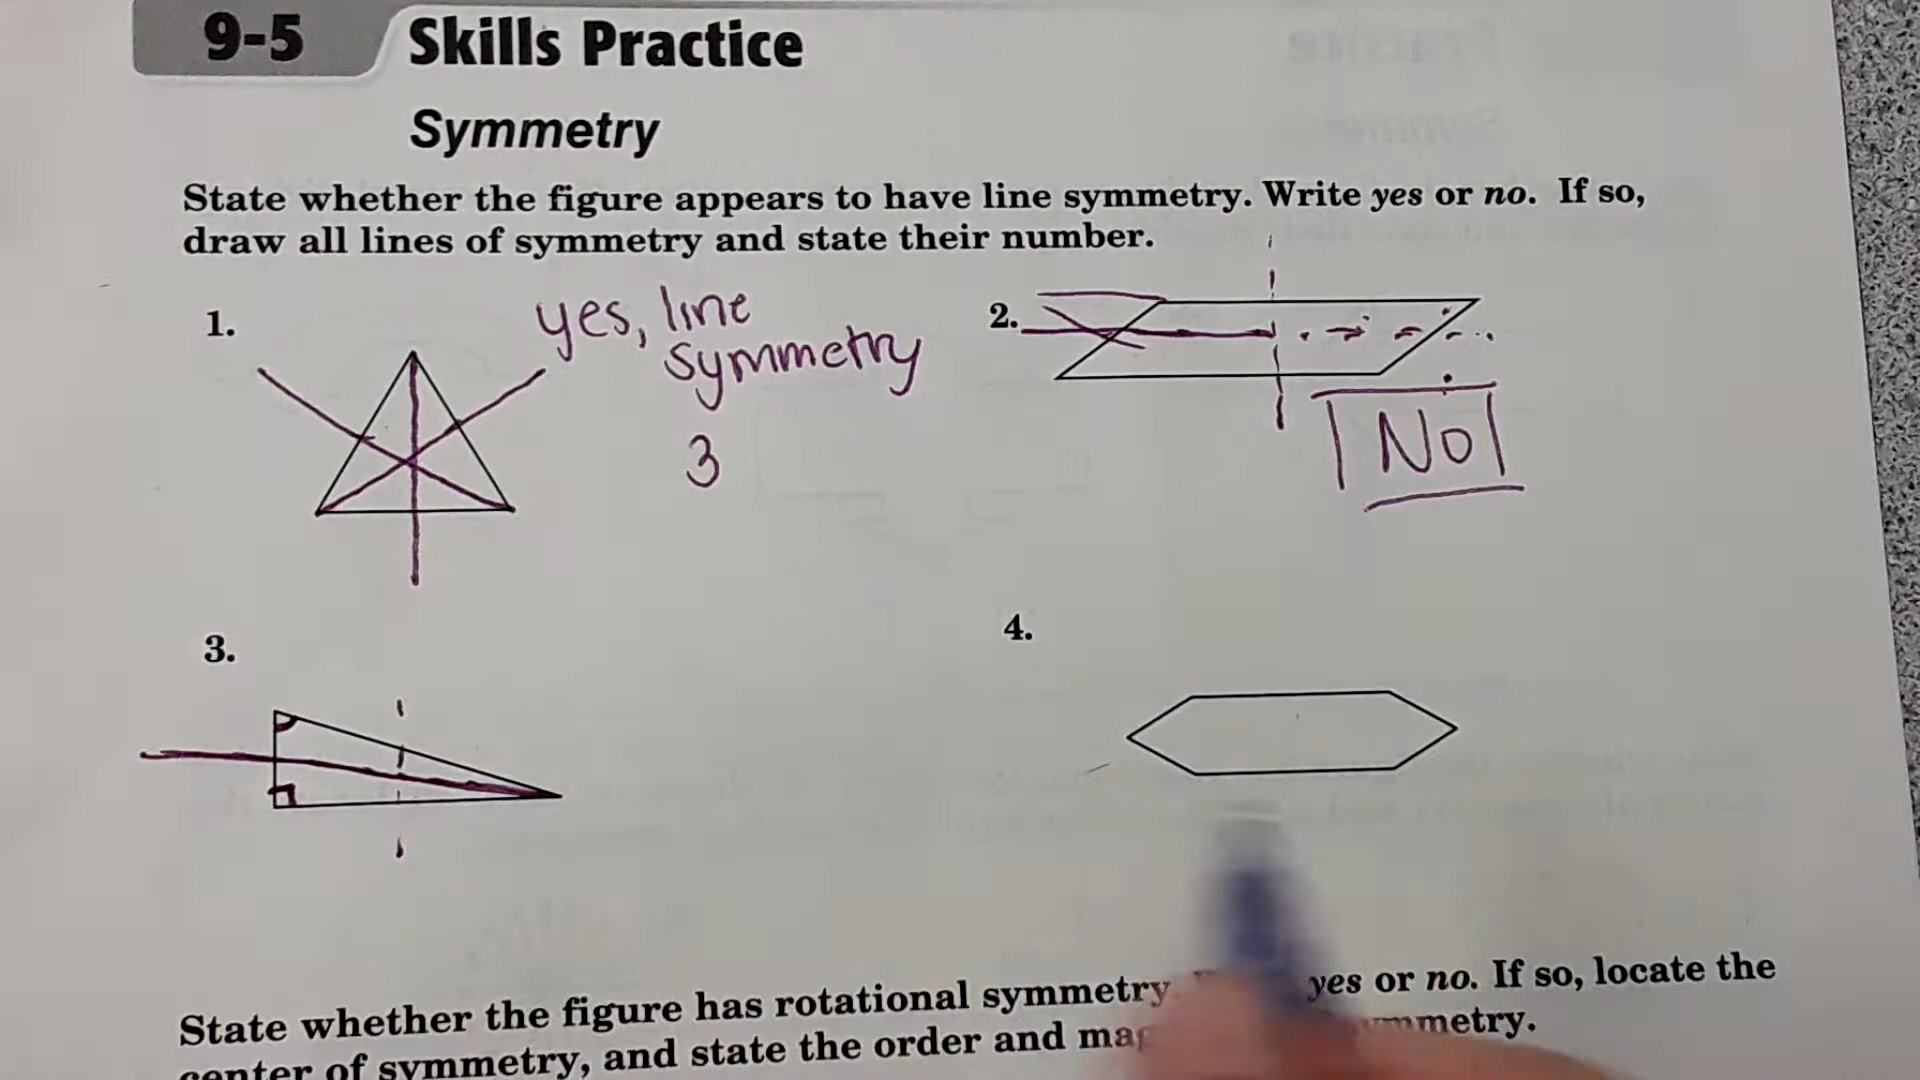 9-5 Skills Practice
Symmetry
State whether the figure appears to have line symmetry. Write yes or no. If so,
draw all lines of symmetry and state their number.
1.
yes, line
symmetry
3
2.
No
3.
4.
State whether the figure has rotational symmetry yes or no. If so, locate the
center of symmetry, and state the order and symmetry.